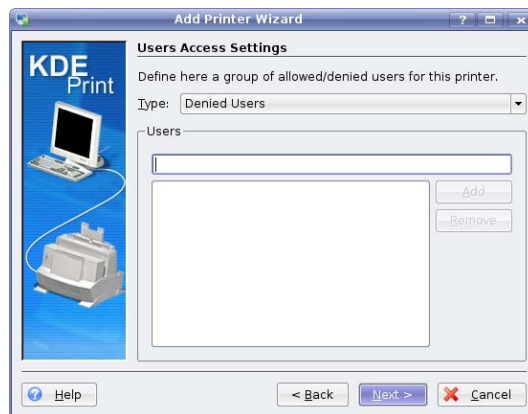 Add Printer Wizard
KDE
Print
Users Access Settings
Define here a group of allowed/denied users for this printer.
Type: Denied Users
Users
Add
Remove
Help
< Back
Next >
Cancel